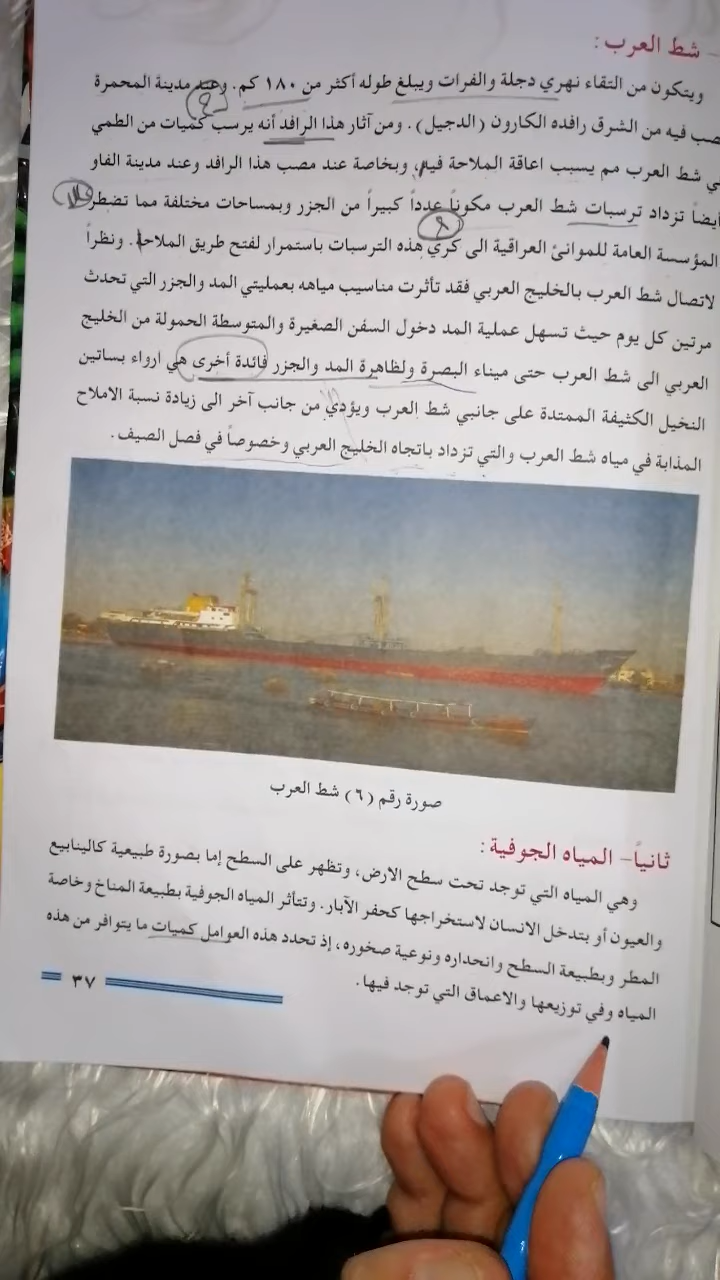 - شط العرب :
ويتكون من التقاء نهري دجلة والفرات ويبلغ طوله أكثر من ١٨٠ كم. وعند مدينة المحمرة
تصب فيه من الشرق رافده الكارون (الدجيل). ومن آثار هذا الرافد أنه يرسب كميات من الطمي
في شط العرب مم يسبب اعاقة الملاحة فيه، وبخاصة عند مصب هذا الرافد وعند مدينة الفاو
أيضاً تزداد ترسبات شط العرب مكوناً عدداً كبيراً من الجزر وبمساحات مختلفة مما تضطر
المؤسسة العامة للموانئ العراقية الى كري هذه الترسبات باستمرار لفتح طريق الملاحة. ونظراً
لاتصال شط العرب بالخليج العربي فقد تأثرت مناسيب مياهه بعمليتي المد والجزر التي تحدث
مرتين كل يوم حيث تسهل عملية المد دخول السفن الصغيرة والمتوسطة الحمولة من الخليج
العربي الى شط العرب حتى ميناء البصرة ولظاهرة المد والجزر فائدة أخرى هي ارواء بساتين
النخيل الكثيفة الممتدة على جانبي شط العرب ويؤدي من جانب آخر الى زيادة نسبة الاملاح
المذابة في مياه شط العرب والتي تزداد باتجاه الخليج العربي وخصوصاً في فصل الصيف.
صورة رقم (٦) شط العرب
ثانياً- المياه الجوفية :
وهي المياه التي توجد تحت سطح الارض، وتظهر على السطح إما بصورة طبيعية كالينابيع
والعيون أو بتدخل الانسان لاستخراجها كحفر الآبار. وتتأثر المياه الجوفية بطبيعة المناخ وخاصة
المطر وبطبيعة السطح وانحداره ونوعية صخوره، إذ تحدد هذه العوامل كميات ما يتوافر من هذه
المياه وفي توزيعها والاعماق التي توجد فيها.
٣٧